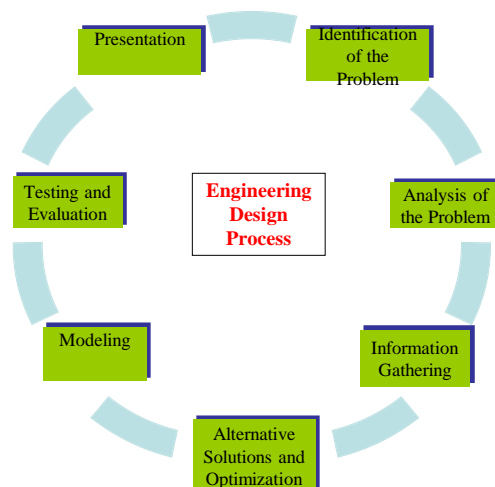 Presentation
Identification
of the
Problem
Testing and
Evaluation
Engineering
Design
Process
Analysis of
the Problem
Modeling
Information
Gathering
Alternative
Solutions and
Optimization